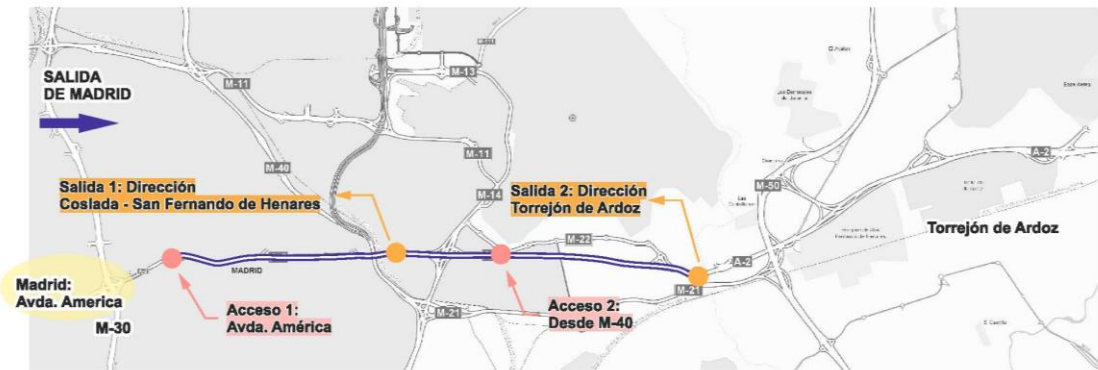 SALIDA
DE MADRID
M-11
M-13
M-40
M-11
M-14
Salida 1: Dirección
Coslada - San Fernando de Henares
Salida 2: Dirección
Torrejón de Ardoz
M-50
A-2
Torrejón de Ardoz
M-22
A-2
M-21
MADRID
Madrid:
Avda. America
M-30
Acceso 1:
Avda. América
M-21
Acceso 2:
Desde M-40